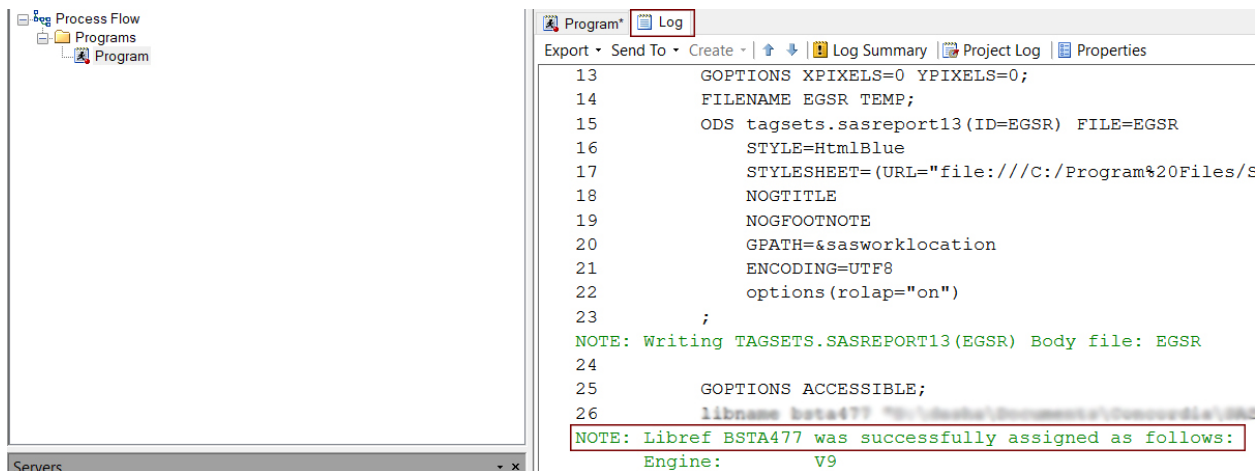 Process Flow
Programs
Program
Servers
Program* Log
Export Send To Create Log Summary Project Log Properties
13 GOPTIONS XPIXELS=0 YPIXELS=0;
14 FILENAME EGSR TEMP;
15 ODS tagsets.sasreport13(ID=EGSR) FILE=EGSR
16 STYLE=HtmlBlue
17 STYLESHEET=(URL="file:///C:/Program%20Files/S
18 NOGTITLE
19 NOGFOOTNOTE
20 GPATH=&sasworklocation
21 ENCODING=UTF8
22 options(rolap="on")
23 ;
NOTE: Writing TAGSETS.SASREPORT13(EGSR) Body file: EGSR
24
25 GOPTIONS ACCESSIBLE;
26 libname bsta477
NOTE: Libref BSTA477 was successfully assigned as follows:
Engine: V9